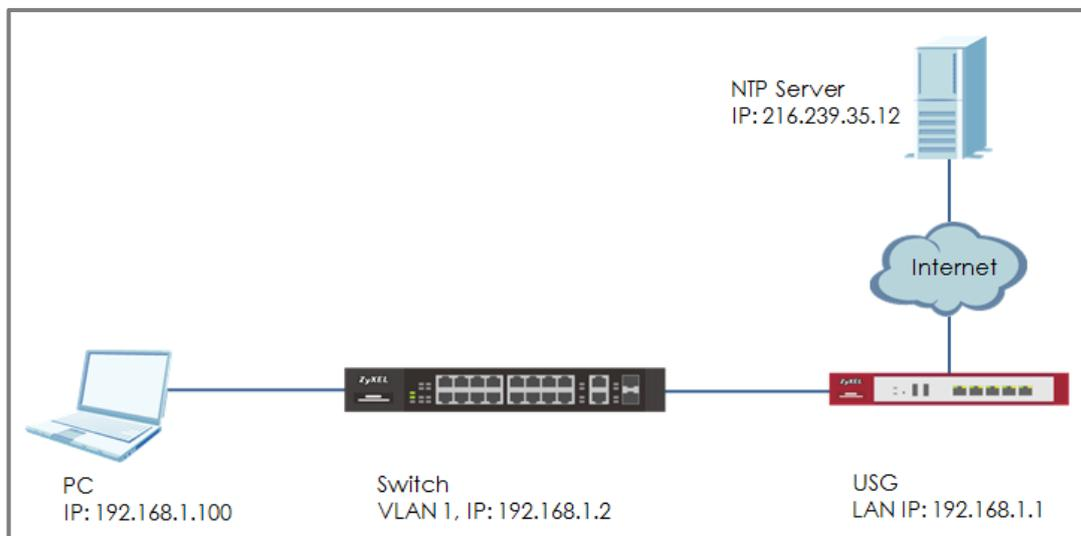 NTP Server
IP: 216.239.35.12
Internet
ZyXEL
ZyXEL
PC
IP: 192.168.1.100
Switch
VLAN 1, IP: 192.168.1.2
USG
LAN IP: 192.168.1.1